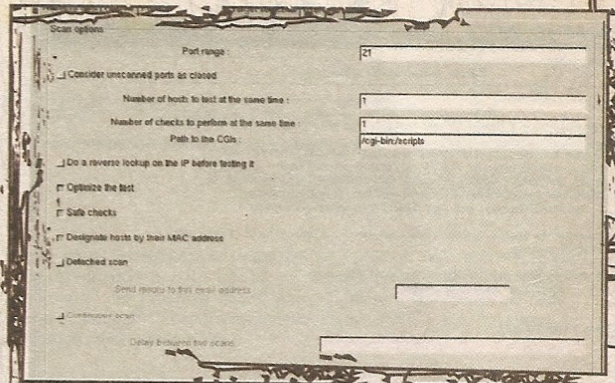 Scan options
Port range :
21
Consider unscanned ports as closed
Number of hosts to test at the same time :
1
Number of checks to perform at the same time :
1
Path to the CGIs :
/cgi-bin:/scripts
Do a reverse lookup on the IP before testing it
Optimize the test
Safe checks
Designate hosts by their MAC address
Detached scan
Send results to this email address
Continuous scan
Delay between two scans